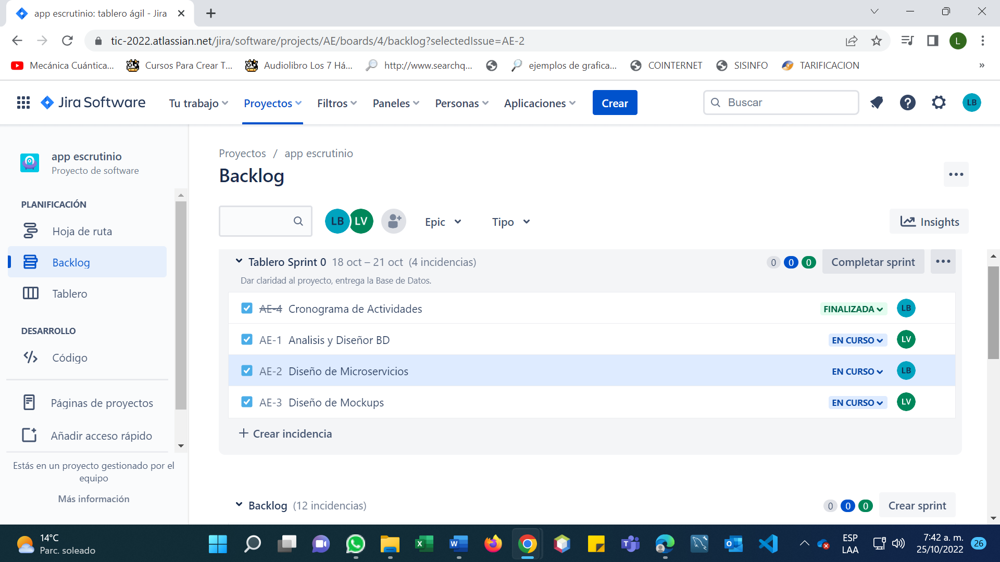 app escrutinio: tablero ágil - Jira
tic-2022.atlassian.net/jira/software/projects/AE/boards/4/backlog?selectedIssue=AE-2
L
Mecánica Cuántica...
Cursos Para Crear T...
Audiolibro Los 7 Há...
http://www.searchq...
ejemplos de grafica...
COINTERNET
SISINFO
TARIFICACION
»
Jira Software
Tu trabajo
Proyectos
Filtros
Paneles
Personas
Aplicaciones
Crear
Buscar
LB
app escrutinio
Proyecto de software
PLANIFICACIÓN
Hoja de ruta
Backlog
Tablero
DESARROLLO
Código
Páginas de proyectos
Añadir acceso rápido
Estás en un proyecto gestionado por el
equipo
Más información
Proyectos / app escrutinio
Backlog
LB LV
Epic
Tipo
Insights
Tablero Sprint 0 18 oct – 21 oct (4 incidencias)
0 0 0
Completar sprint
Dar claridad al proyecto, entrega la Base de Datos.
AE-4 Cronograma de Actividades FINALIZADA LB
AE-1 Analisis y Diseñor BD EN CURSO LV
AE-2 Diseño de Microservicios EN CURSO LB
AE-3 Diseño de Mockups EN CURSO LV
+ Crear incidencia
Backlog (12 incidencias)
0 0 0
Crear sprint
14°C
Parc. soleado
ESP
LAA
7:42 a. m.
25/10/2022
26